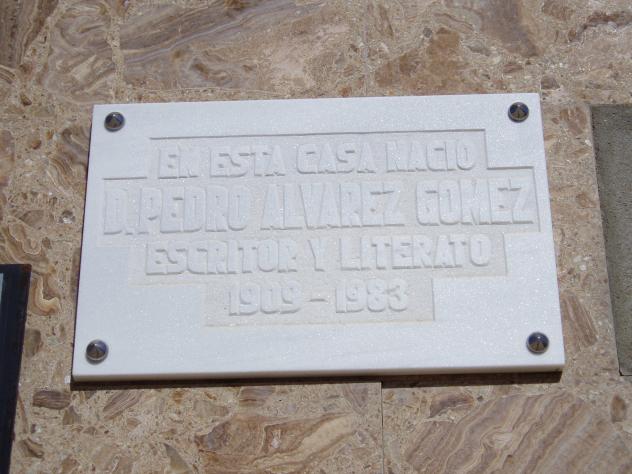 EN ESTA CASA NACIO
D. PEDRO ALVAREZ GOMEZ
ESCRITOR Y LITERATO
1909 - 1983